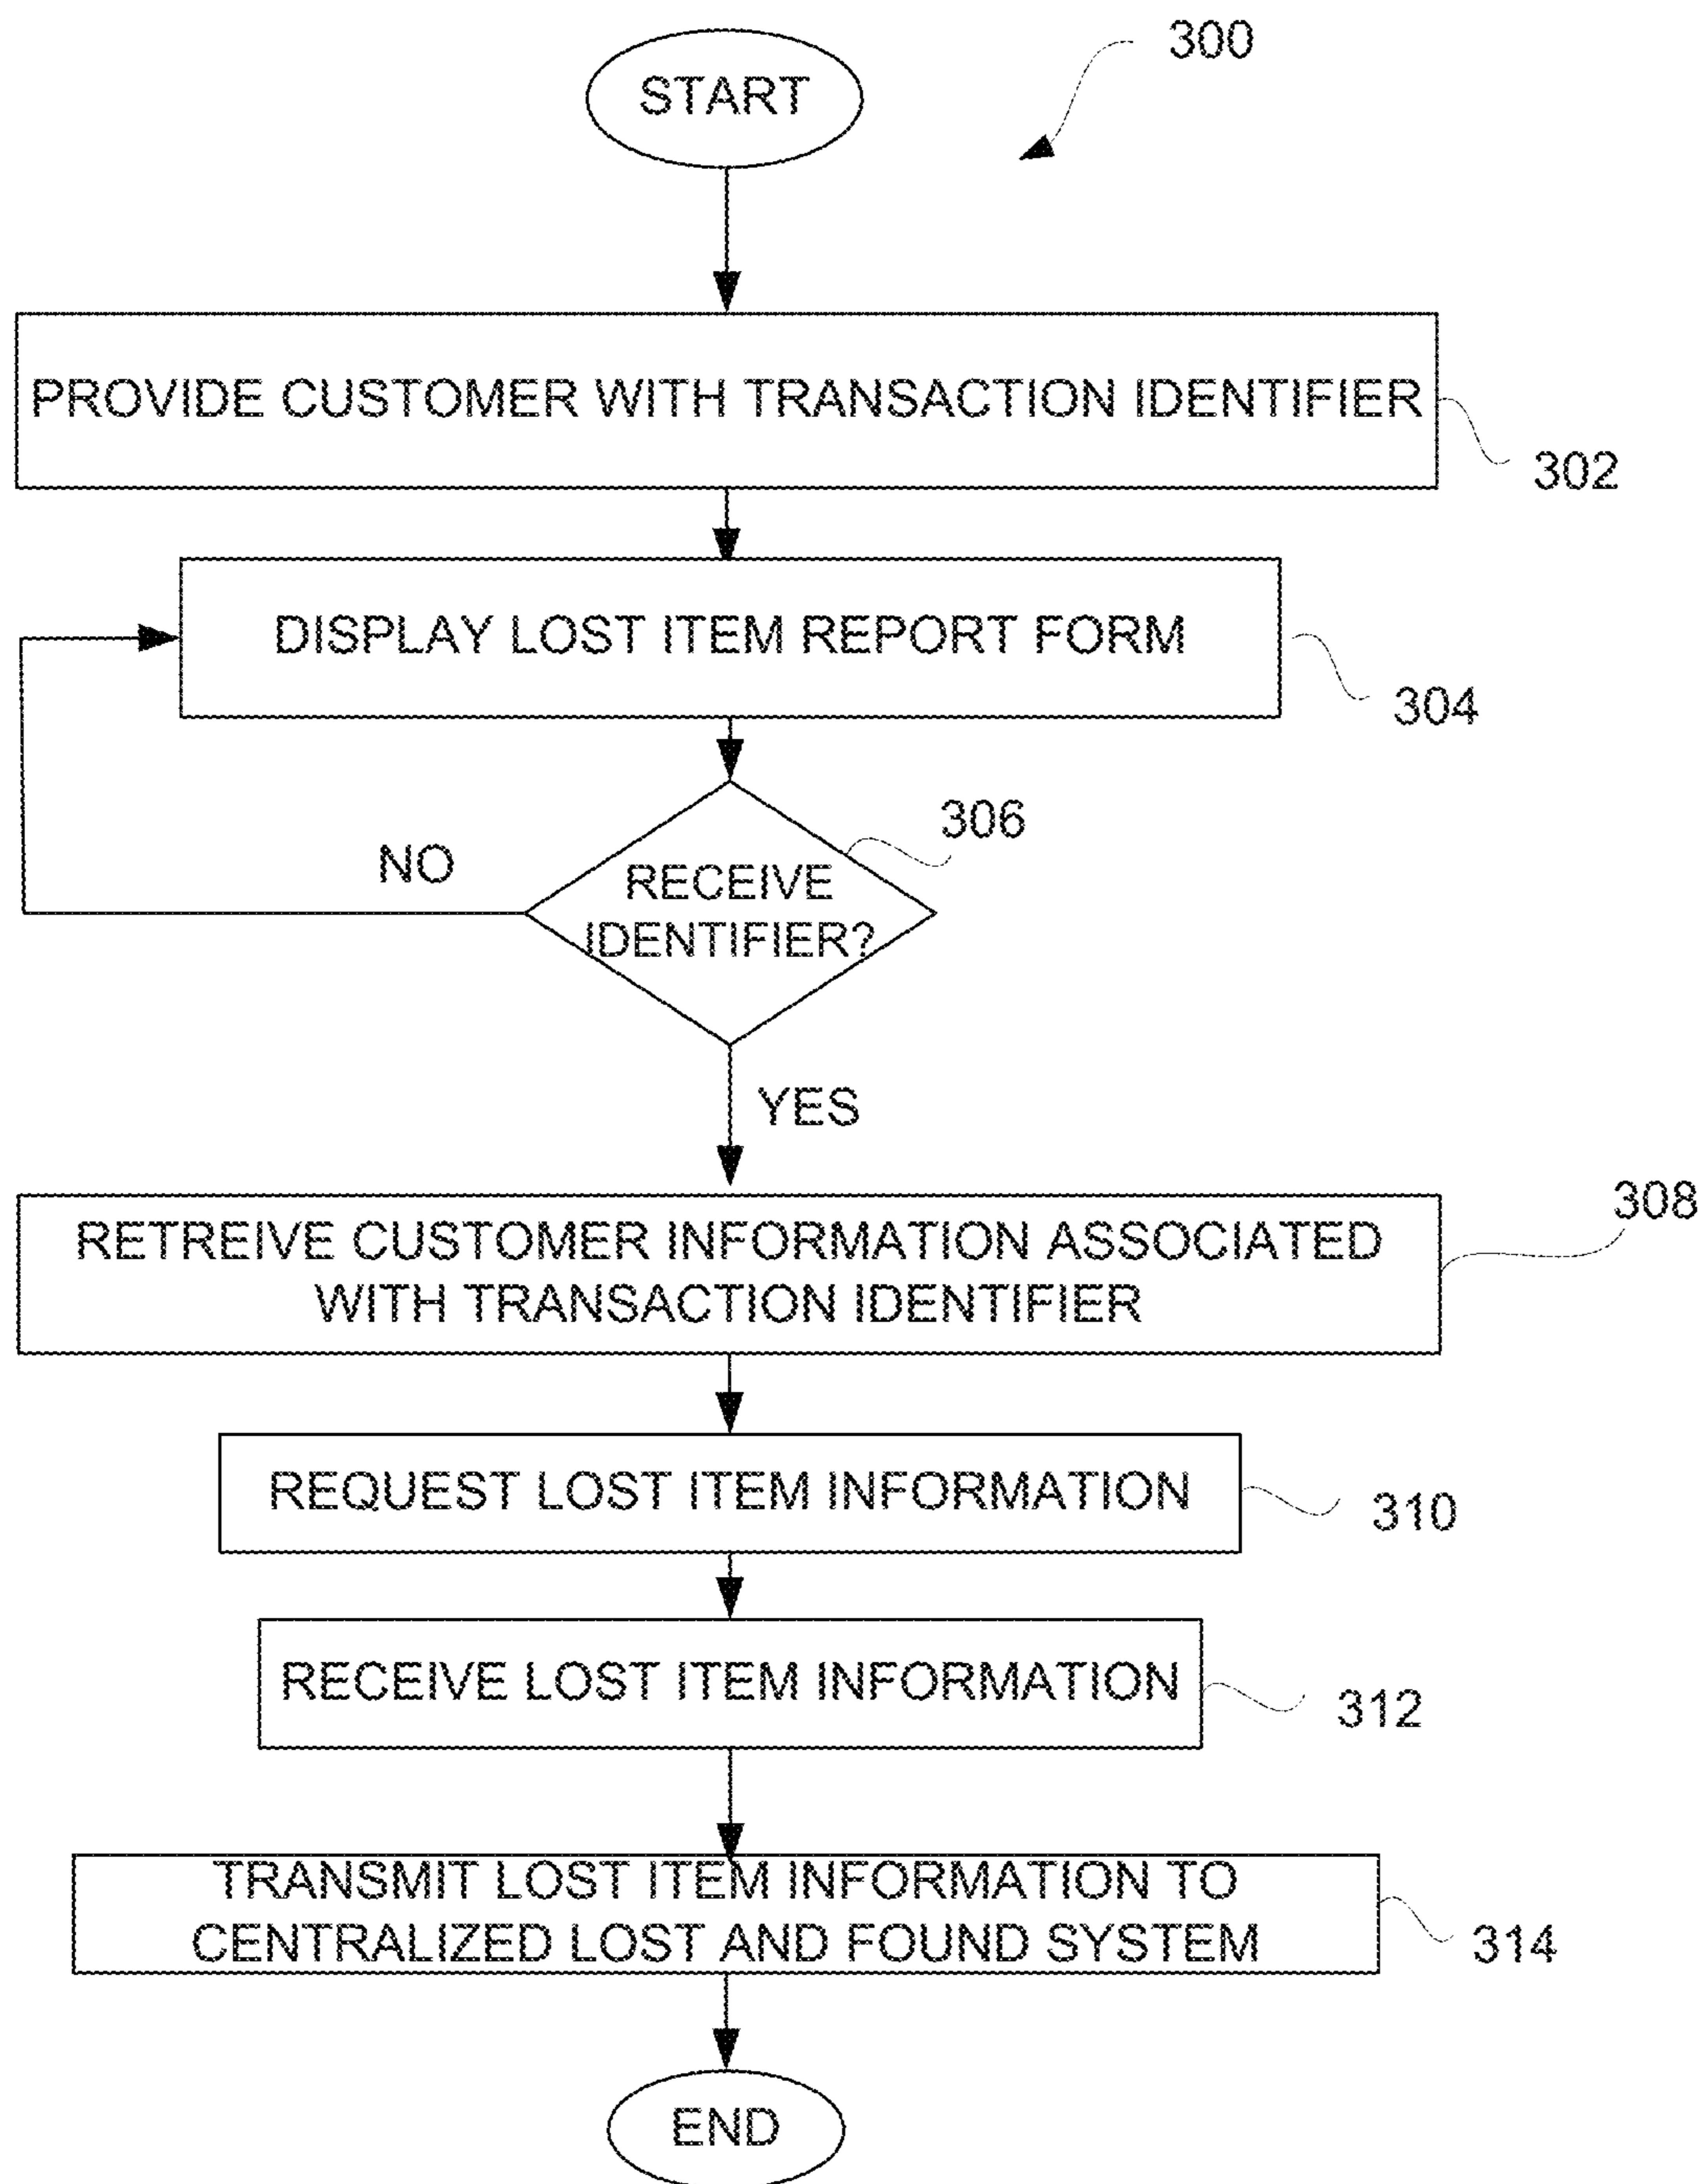 300
START
PROVIDE CUSTOMER WITH TRANSACTION IDENTIFIER
302
DISPLAY LOST ITEM REPORT FORM
304
306
NO
RECEIVE
IDENTIFIER?
YES
308
RETREIVE CUSTOMER INFORMATION ASSOCIATED
WITH TRANSACTION IDENTIFIER
REQUEST LOST ITEM INFORMATION
310
RECEIVE LOST ITEM INFORMATION
312
TRANSMIT LOST ITEM INFORMATION TO
CENTRALIZED LOST AND FOUND SYSTEM
314
END